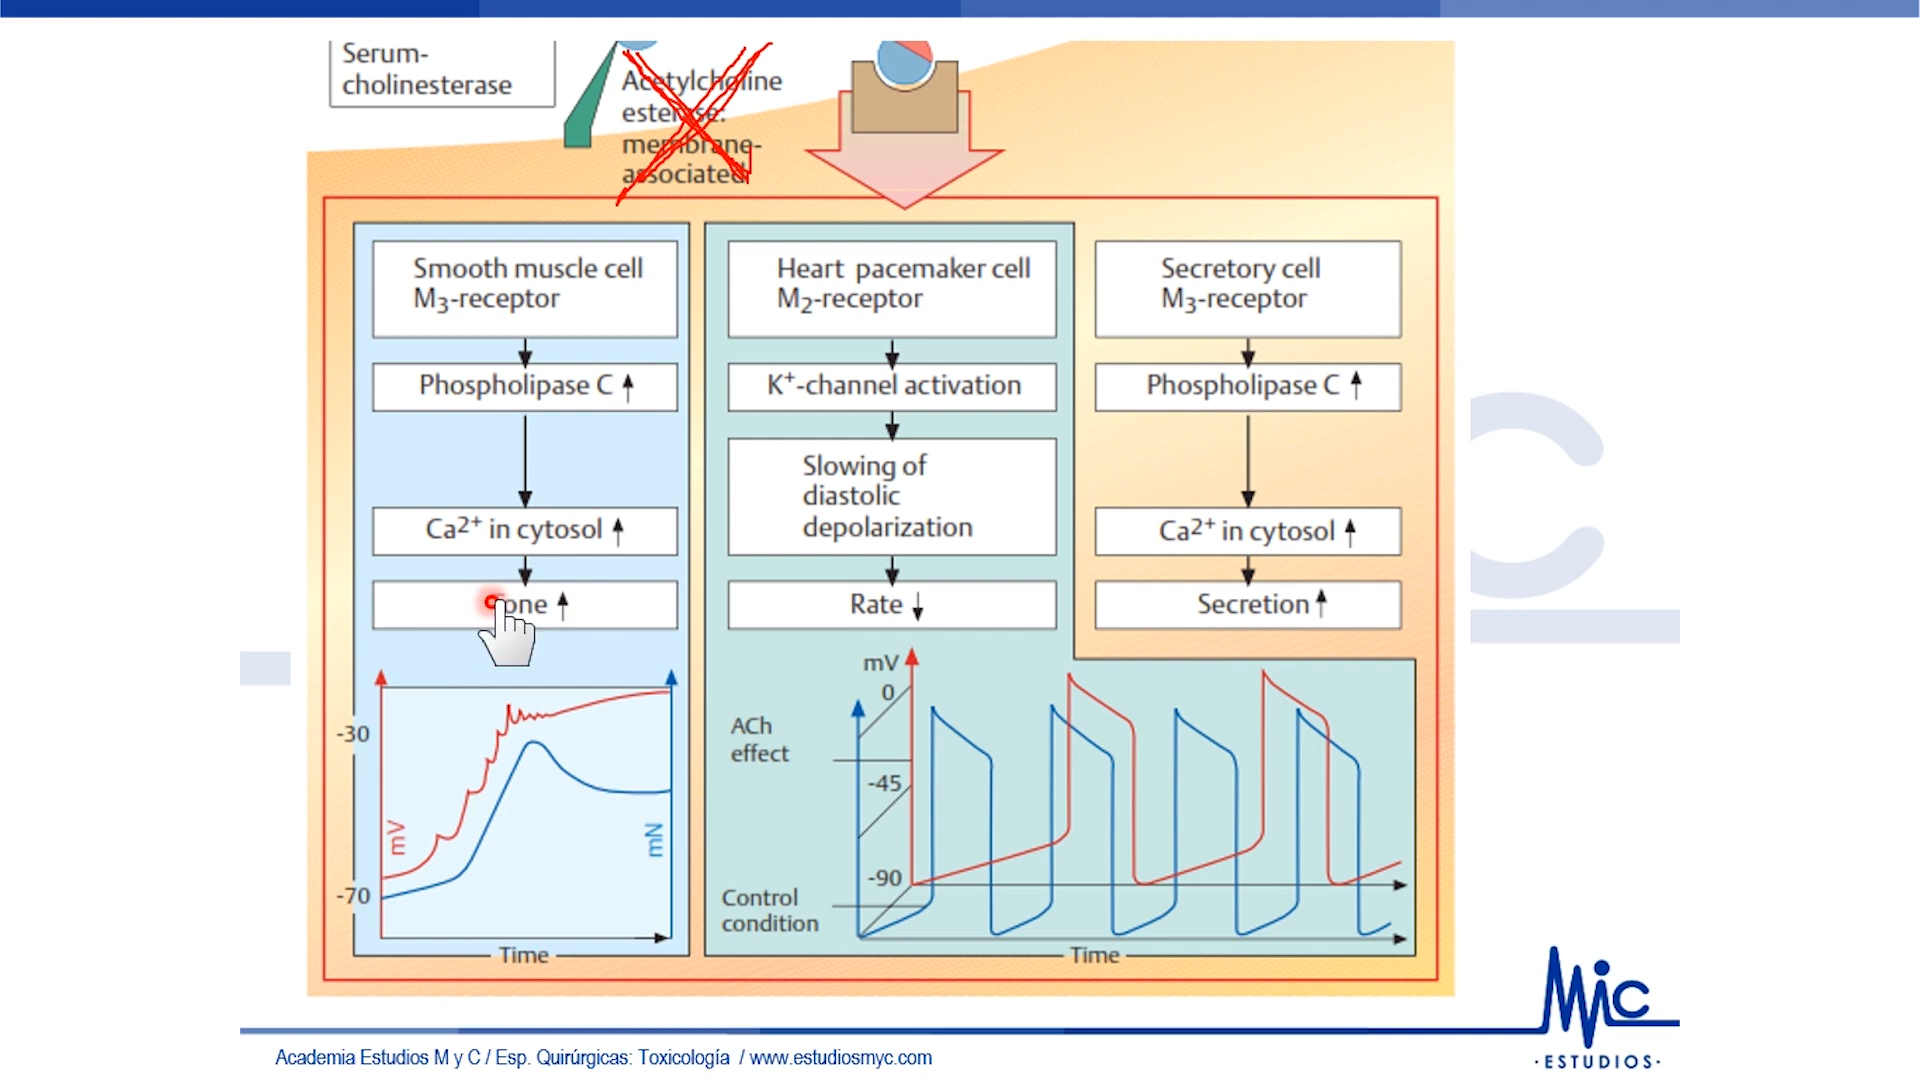 Serum-
cholinesterase
Acetylcholine
esterase:
membrane-
associated
Smooth muscle cell
M3-receptor
Phospholipase C ↑
Ca2+ in cytosol ↑
Tone ↑
-30
-70
mV
mN
Time
Heart pacemaker cell
M2-receptor
K+-channel activation
Slowing of
diastolic
depolarization
Rate ↓
mV
0
ACh
effect
-45
-90
Control
condition
Time
Secretory cell
M3-receptor
Phospholipase C ↑
Ca2+ in cytosol ↑
Secretion ↑
C
Mic
·ESTUDIOS·
Academia Estudios M y C / Esp. Quirúrgicas: Toxicología / www.estudiosmyc.com